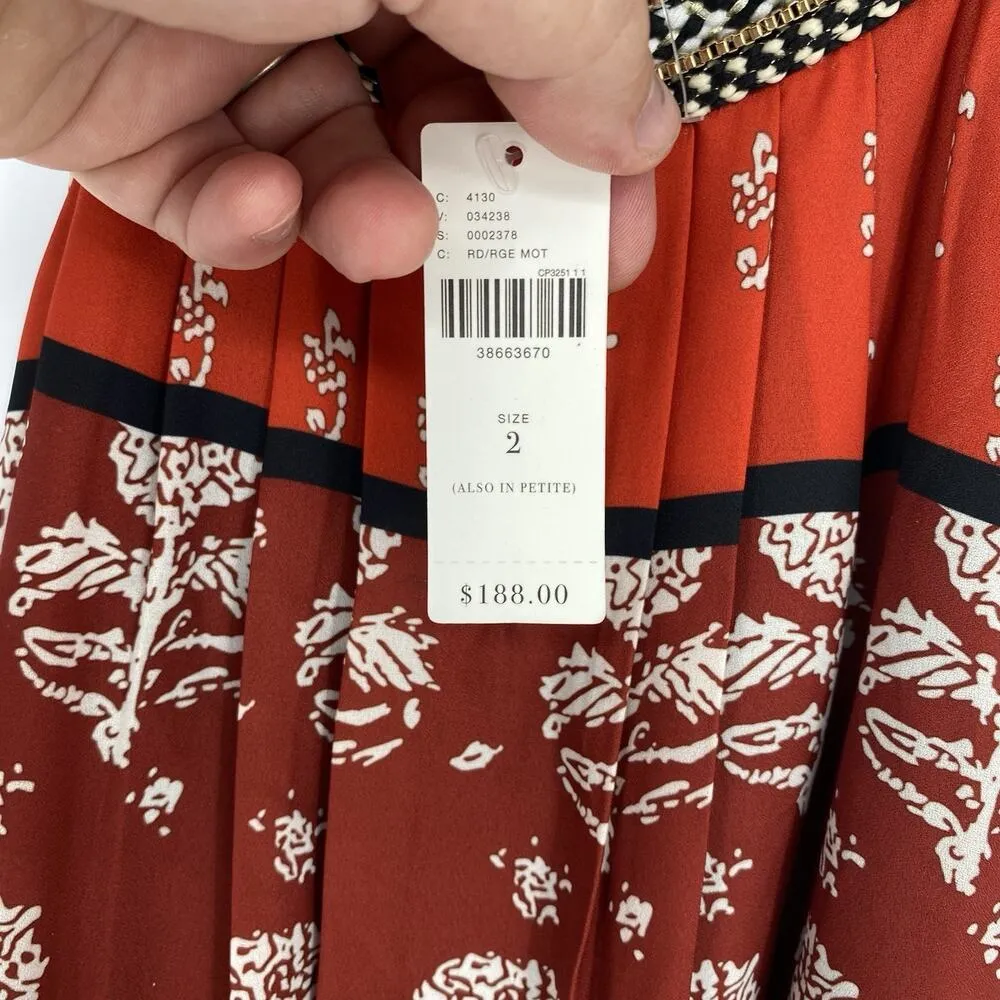 C: 4130
V: 034238
S: 0002378
C: RD/RGE MOT
CP3251 1 1
38663670
SIZE
2
(ALSO IN PETITE)
$188.00